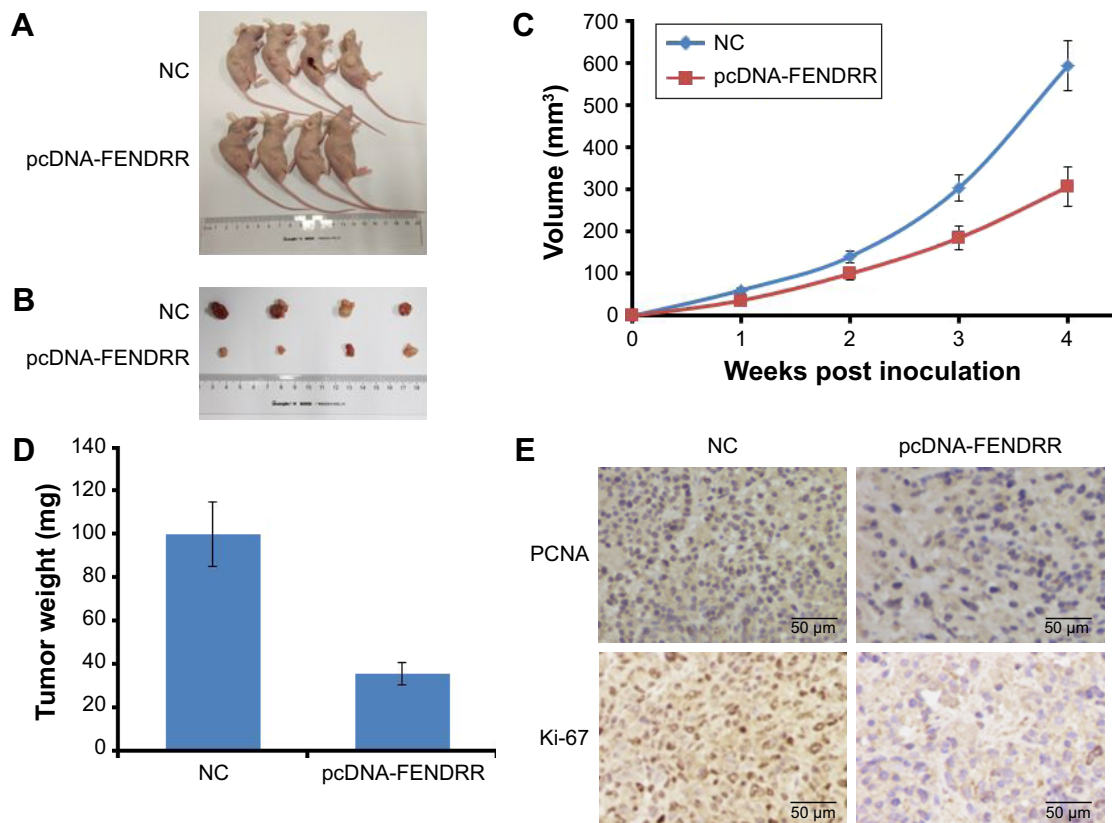 A
NC
pcDNA-FENDRR
B
NC
pcDNA-FENDRR
C
NC
pcDNA-FENDRR
Volume (mm³)
700
600
500
400
300
200
100
0
0 1 2 3 4
Weeks post inoculation
D
Tumor weight (mg)
140
120
100
80
60
40
20
0
NC pcDNA-FENDRR
E
NC pcDNA-FENDRR
PCNA
50 µm 50 µm
Ki-67
50 µm 50 µm